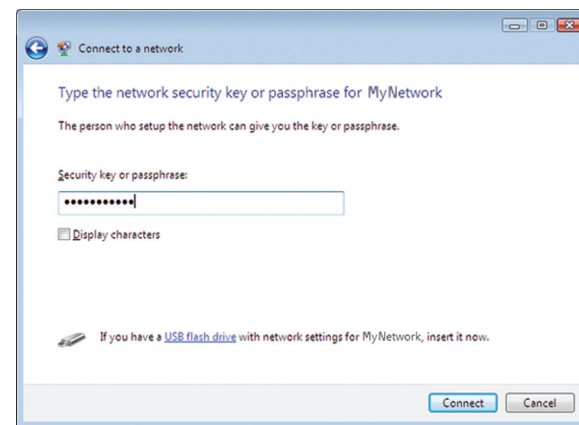 Connect to a network
Type the network security key or passphrase for MyNetwork
The person who setup the network can give you the key or passphrase.
Security key or passphrase:
•••••••••••
Display characters
If you have a USB flash drive with network settings for MyNetwork, insert it now.
Connect Cancel